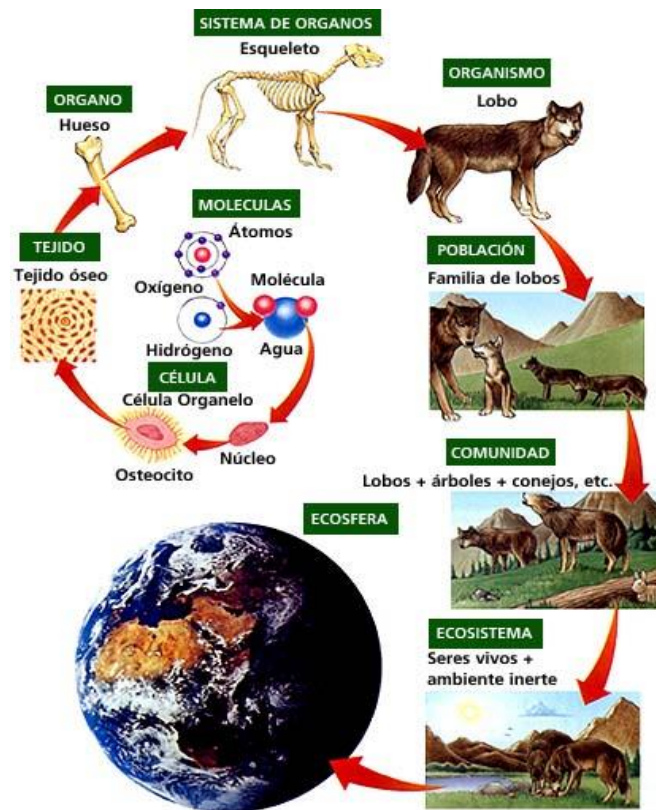 SISTEMA DE ORGANOS
Esqueleto
ORGANISMO
Lobo
ORGANO
Hueso
MOLECULAS
Átomos
Oxígeno
Molécula
Hidrógeno
Agua
TEJIDO
Tejido óseo
CÉLULA
Célula Organelo
Osteocito
Núcleo
POBLACIÓN
Familia de lobos
COMUNIDAD
Lobos + árboles + conejos, etc.
ECOSFERA
ECOSISTEMA
Seres vivos +
ambiente inerte